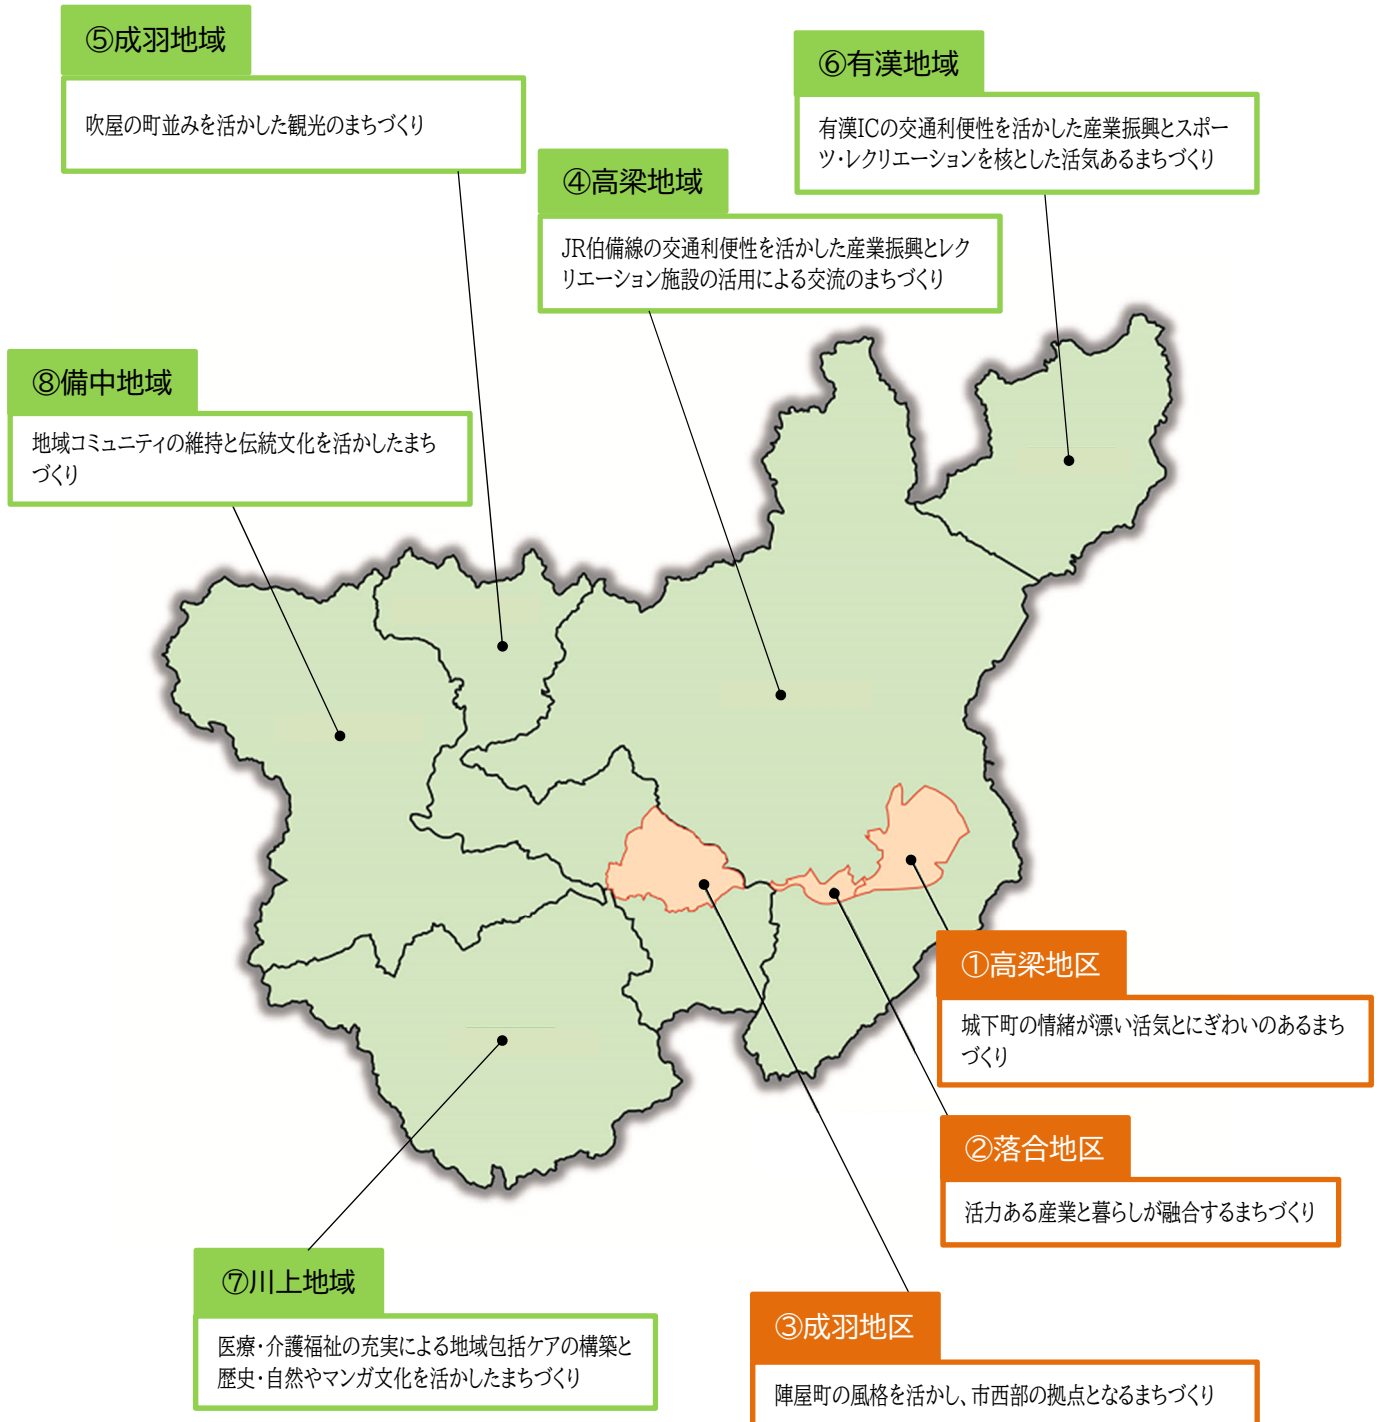 ⑤成羽地域
吹屋の町並みを活かした観光のまちづくり
⑥有漢地域
有漢ICの交通利便性を活かした産業振興とスポー
ツ・レクリエーションを核とした活気あるまちづくり
④高梁地域
JR伯備線の交通利便性を活かした産業振興とレク
リエーション施設の活用による交流のまちづくり
⑧備中地域
地域コミュニティの維持と伝統文化を活かしたまち
づくり
①高梁地区
城下町の情緒が漂い活気とにぎわいのあるまち
づくり
②落合地区
活力ある産業と暮らしが融合するまちづくり
⑦川上地域
医療・介護福祉の充実による地域包括ケアの構築と
歴史・自然やマンガ文化を活かしたまちづくり
③成羽地区
陣屋町の風格を活かし、市西部の拠点となるまちづくり